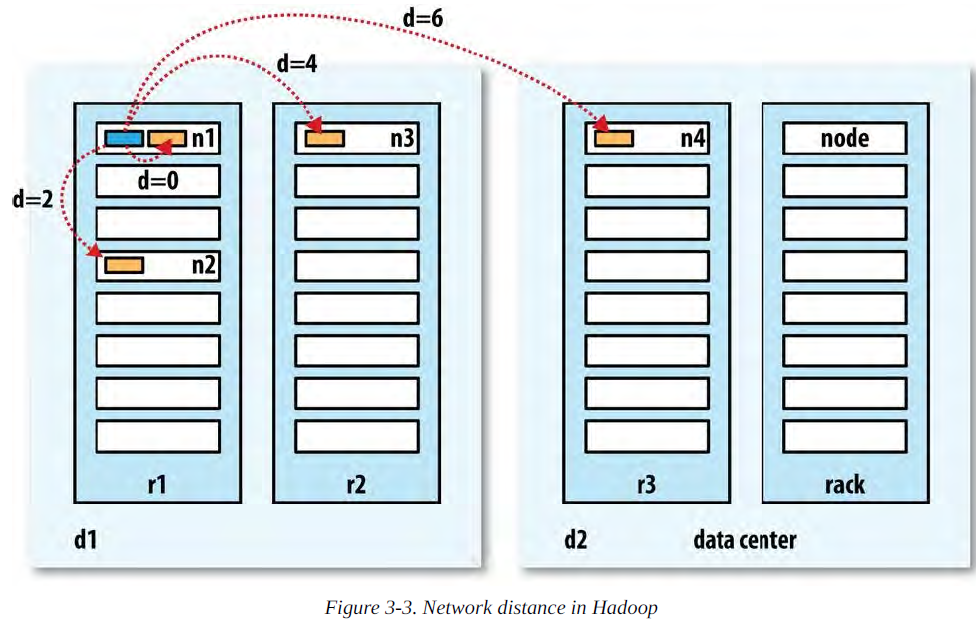 d=6
d=4
n1
n3
n4
node
d=0
d=2
n2
r1
r2
r3
rack
d1
d2
data center
Figure 3-3. Network distance in Hadoop